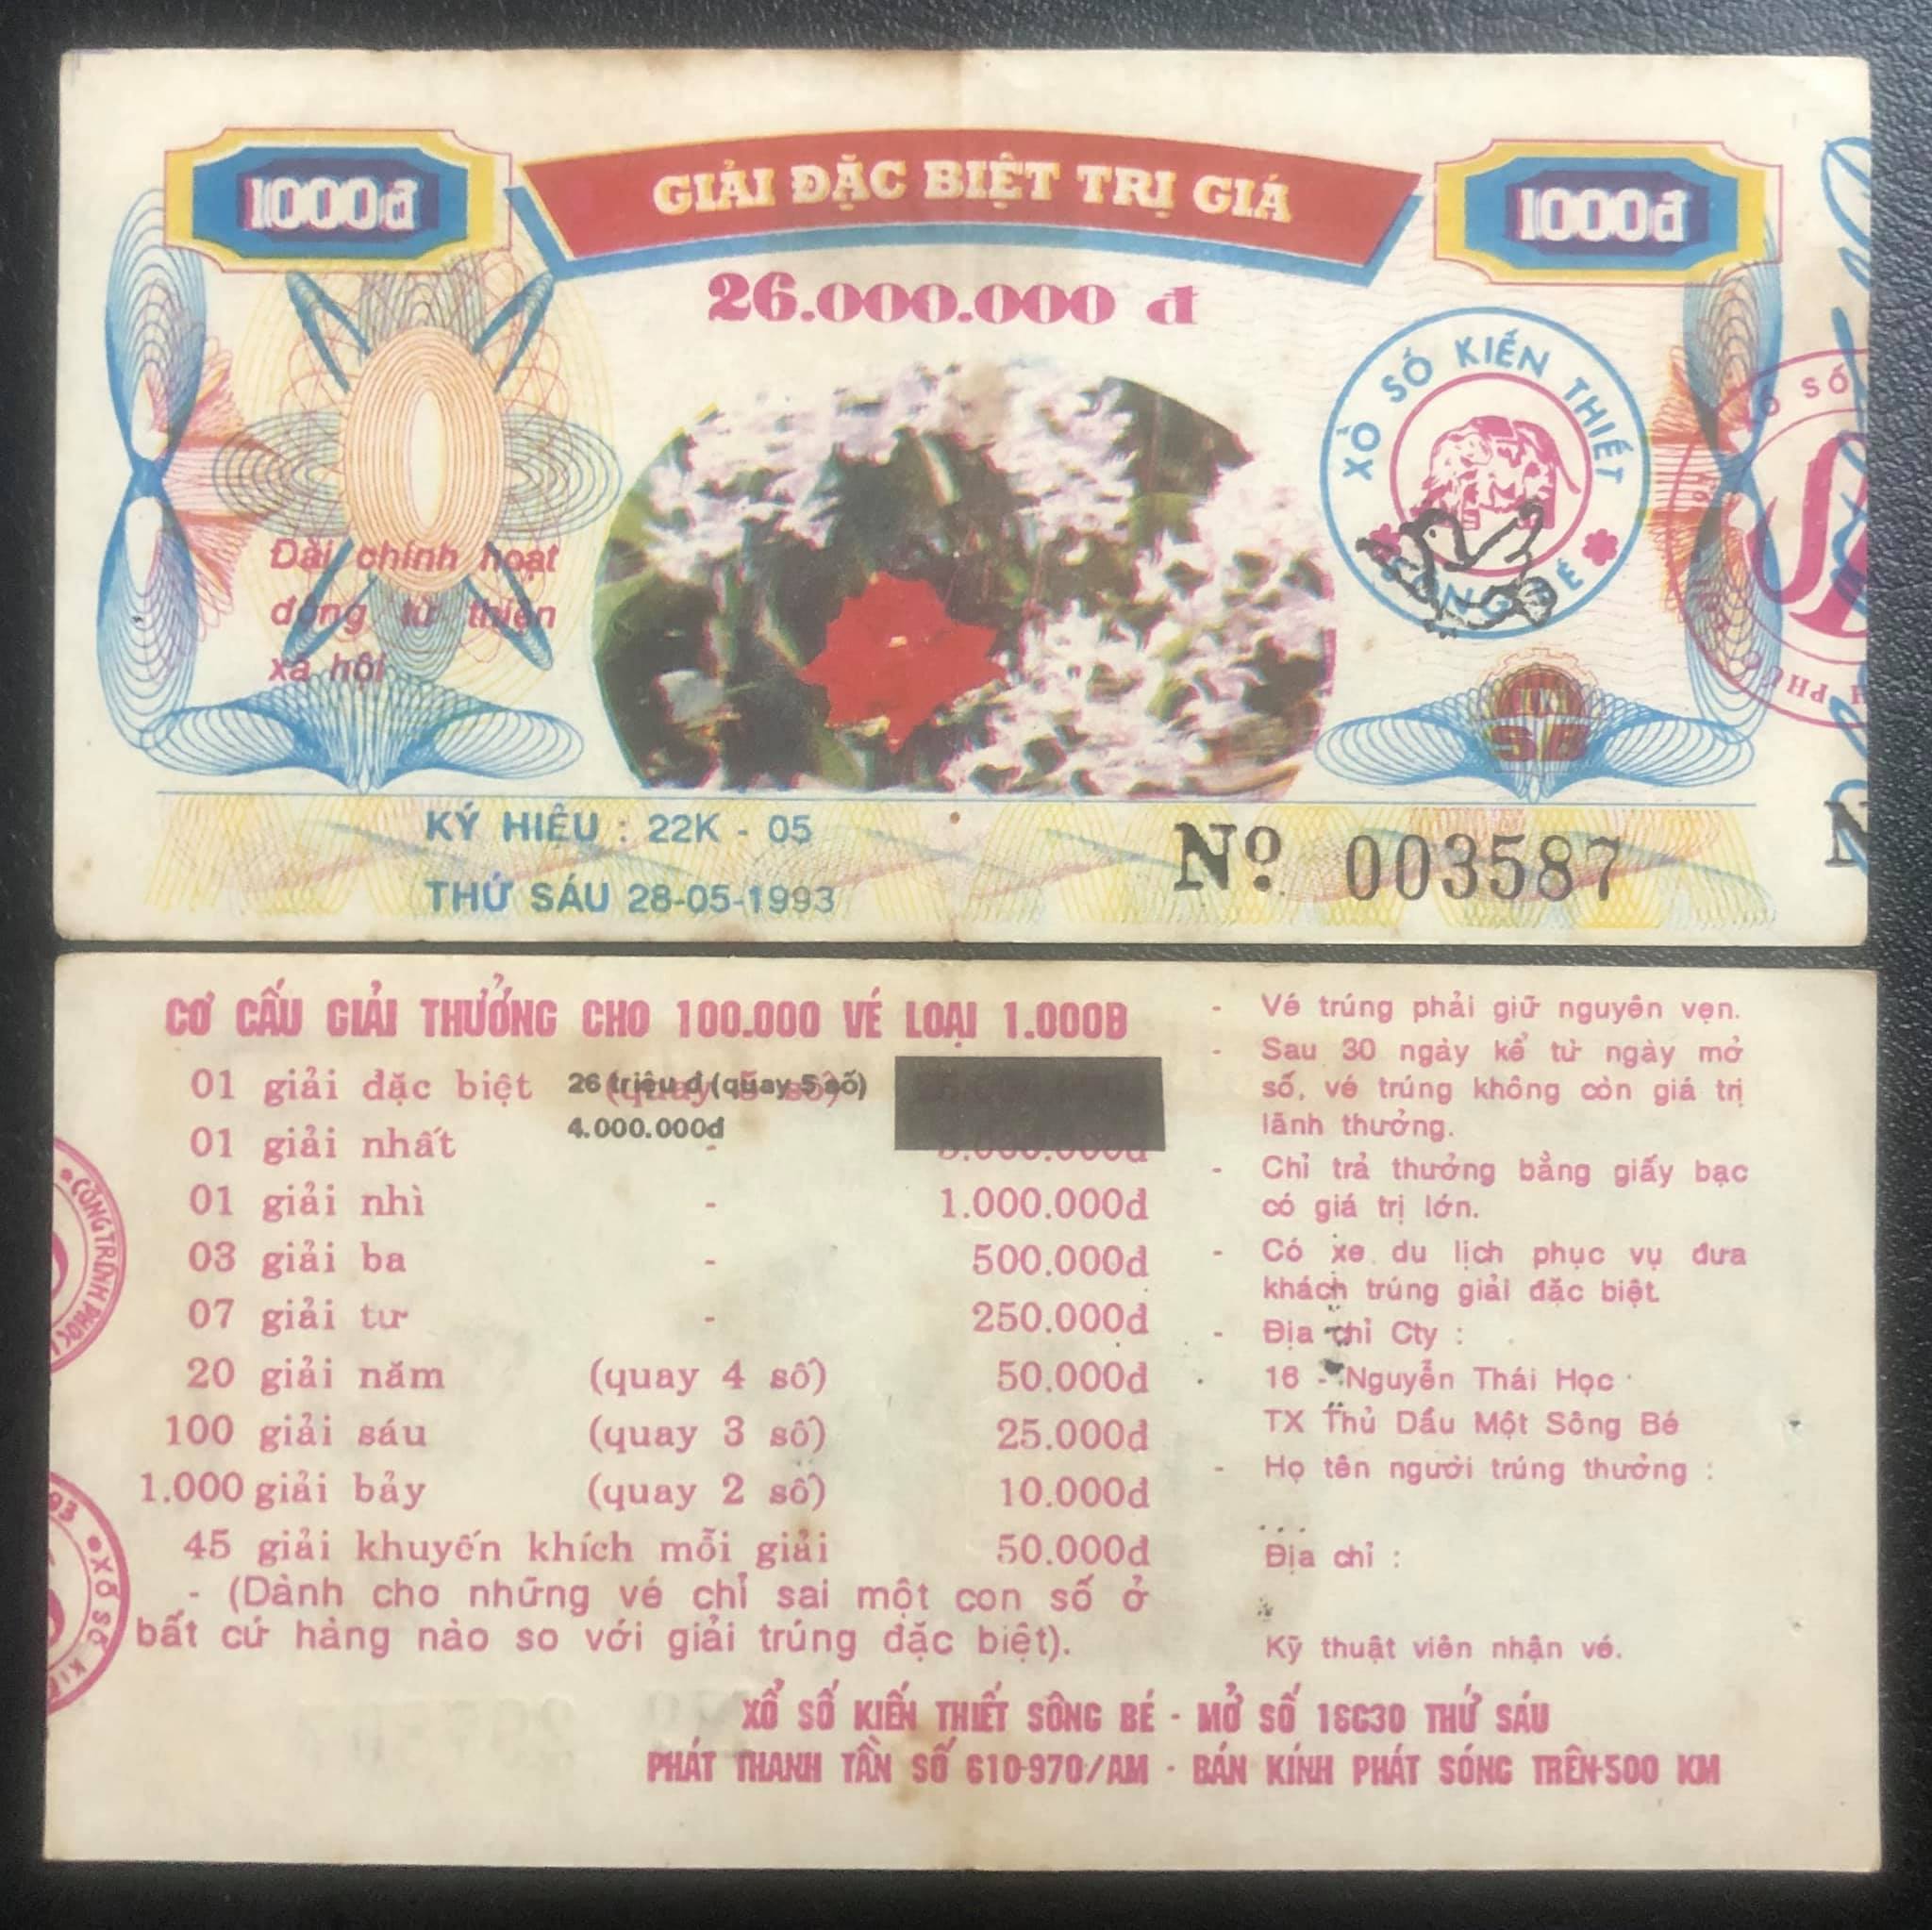 1000đ
GIẢI ĐẶC BIỆT TRỊ GIÁ
1000đ
26.000.000 đ
XỔ SỐ KIẾN THIẾT
SÔNG BÉ
Đài chính hoạt
động từ thiện
xã hội
SB
KÝ HIỆU : 22K - 05
THỨ SÁU 28-05-1993
Nº 003587
CƠ CẤU GIẢI THƯỞNG CHO 100.000 VÉ LOẠI 1.000Đ
01 giải đặc biệt 26 triệu đ (quay 5 số)
4.000.000đ
01 giải nhất -
01 giải nhì - 1.000.000đ
03 giải ba - 500.000đ
07 giải tư - 250.000đ
20 giải năm (quay 4 số) 50.000đ
100 giải sáu (quay 3 số) 25.000đ
1.000 giải bảy (quay 2 số) 10.000đ
45 giải khuyến khích mỗi giải 50.000đ
- (Dành cho những vé chỉ sai một con số ở
bất cứ hàng nào so với giải trúng đặc biệt).
- Vé trúng phải giữ nguyên vẹn.
- Sau 30 ngày kể từ ngày mở
số, vé trúng không còn giá trị
lãnh thưởng.
- Chỉ trả thưởng bằng giấy bạc
có giá trị lớn.
- Có xe du lịch phục vụ đưa
khách trúng giải đặc biệt
- Địa chỉ Cty :
16 - Nguyễn Thái Học
TX Thủ Dầu Một Sông Bé
- Họ tên người trúng thưởng :
...
Địa chỉ :
Kỹ thuật viên nhận vé.
XỔ SỐ KIẾN THIẾT SÔNG BÉ - MỞ SỐ 16G30 THỨ SÁU
PHÁT THANH TẦN SỐ 610-970/AM - BÁN KÍNH PHÁT SÓNG TRÊN 500 KM